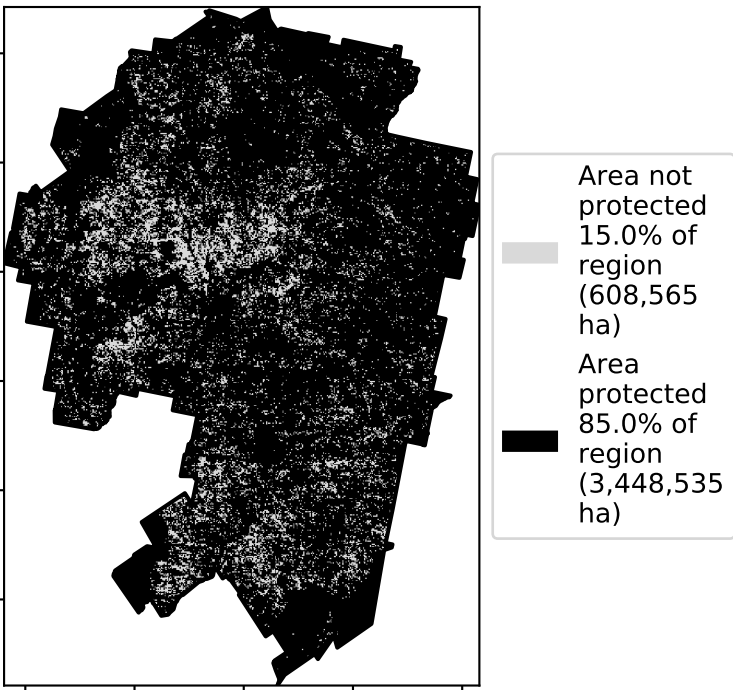 Area not
protected
15.0% of
region
(608,565
ha)
Area
protected
85.0% of
region
(3,448,535
ha)